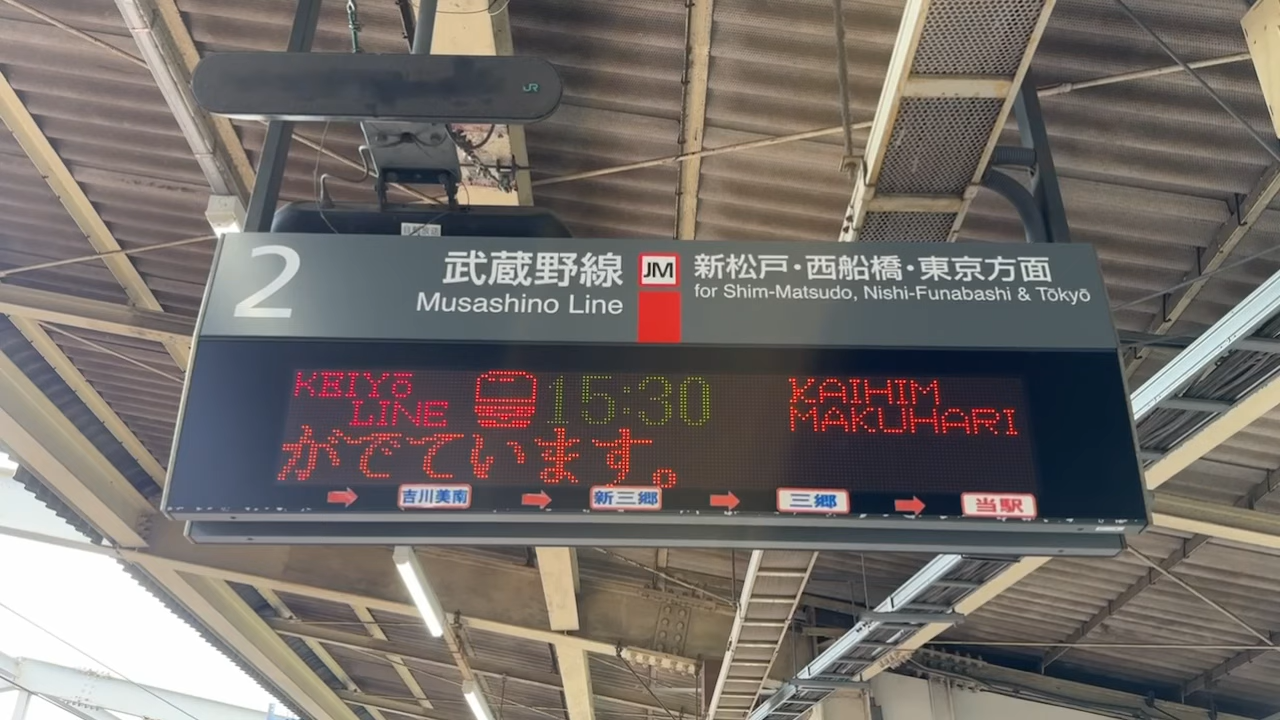 JR
2
武蔵野線
JM
新松戸・西船橋・東京方面
Musashino Line
for Shim-Matsudo, Nishi-Funabashi & Tōkyō
KEIYō LINE 15:30 KAIHIM MAKUHARI
がでています。
吉川美南 新三郷 三郷 当駅